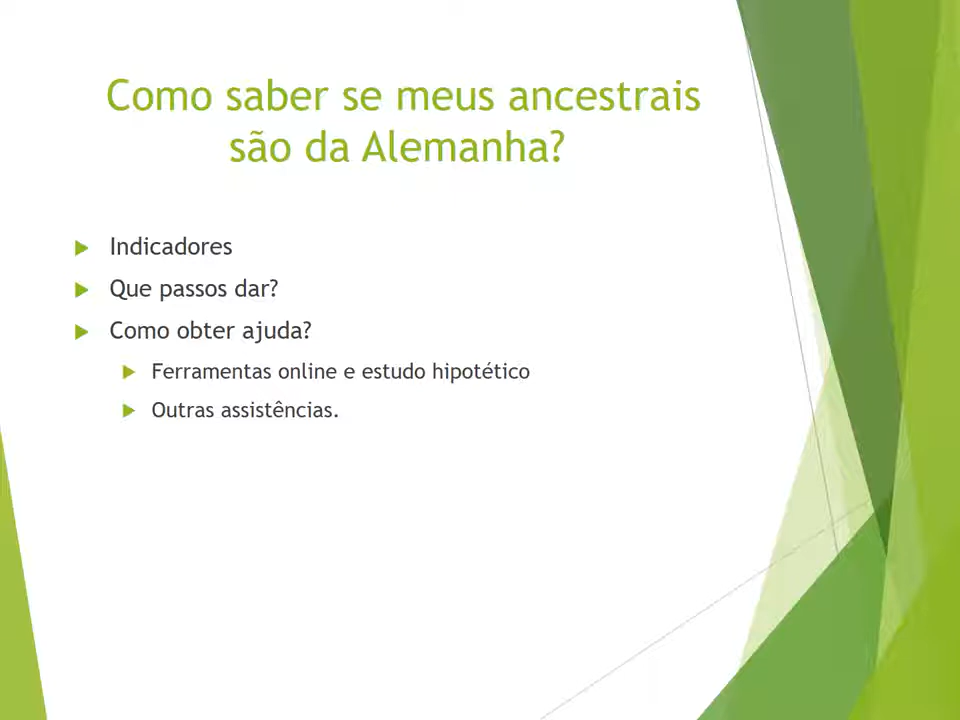 Como saber se meus ancestrais
são da Alemanha?
Indicadores
Que passos dar?
Como obter ajuda?
Ferramentas online e estudo hipotético
Outras assistências.